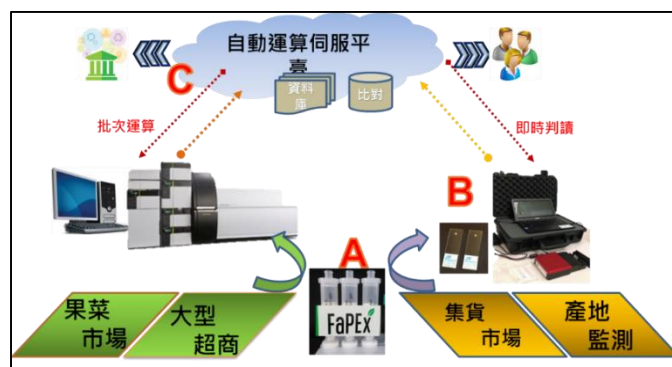 自動運算伺服平
臺
資料
庫
比對
C
批次運算
即時判讀
B
A
FaPEx
果菜
市場
大型
超商
集貨
市場
產地
監測